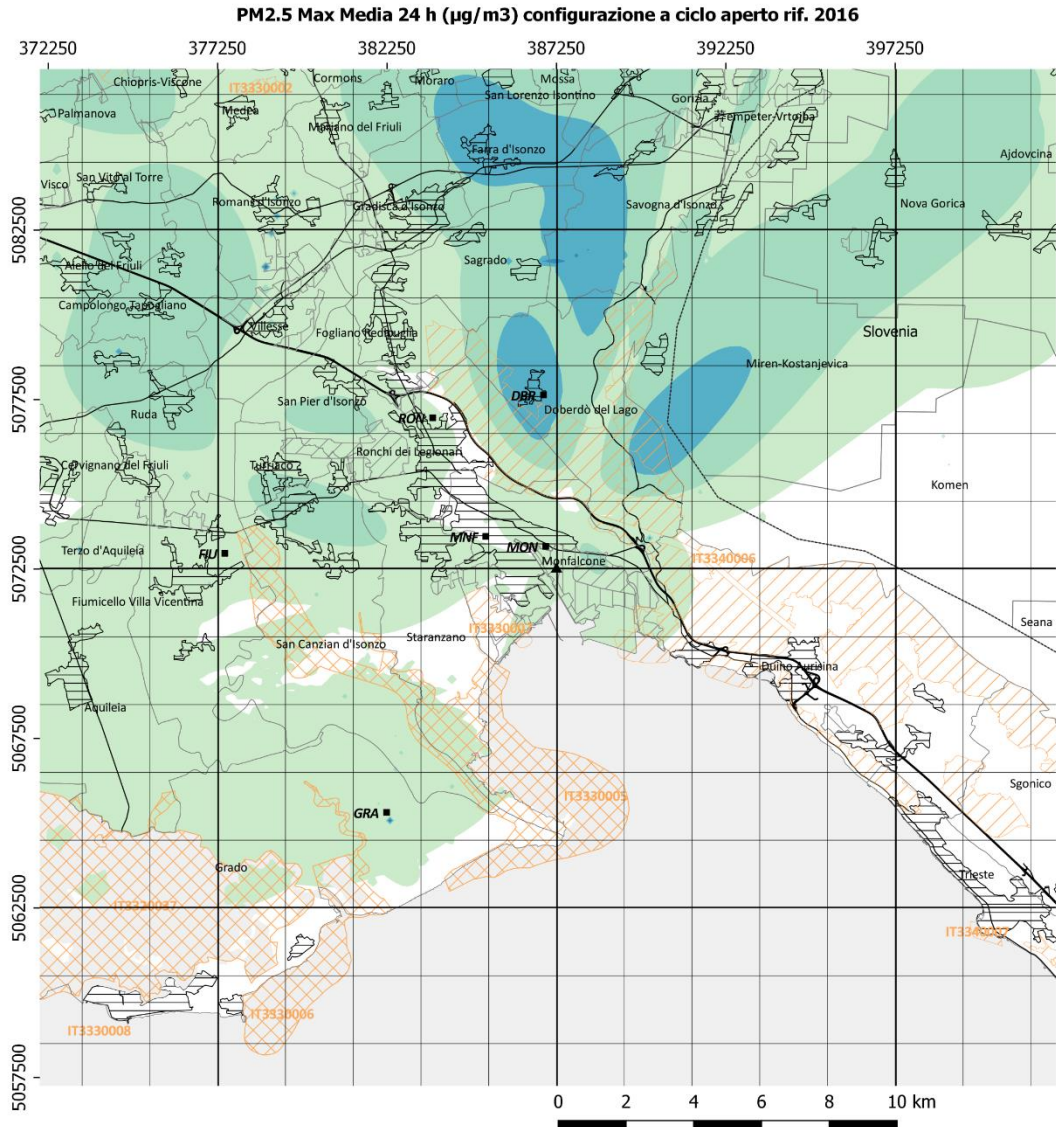 PM2.5 Max Media 24 h (µg/m3) configurazione a ciclo aperto rif. 2016
372250 377250 382250 387250 392250 397250
Chiopris-Viscone
Cormons
Moraro
Mossa
IT3330002
San Lorenzo Isontino
Gorizia
Palmanova
Medea
Mariano del Friuli
Farra d'Isonzo
Ajdovcina
San Vito al Torre
Visco
Romans d'Isonzo
Gradisca d'Isonzo
Savogna d'Isonzo
Nova Gorica
5082500
Aiello del Friuli
Sagrado
Campolongo Tapogliano
Villesse
Fogliano Redipuglia
Slovenia
Miren-Kostanjevica
5077500
San Pier d'Isonzo
DBR
Doberdò del Lago
Ruda
RON
Ronchi dei Legionari
Cervignano del Friuli
Turriaco
Komen
MNF
MON
Terzo d'Aquileia
FIU
Monfalcone
IT3340006
5072500
Fiumicello Villa Vicentina
Staranzano
IT3330007
Seana
San Canzian d'Isonzo
Duino Aurisina
Aquileia
5067500
IT3330005
Sgonico
GRA
Grado
Trieste
5062500
IT3330037
IT3340007
IT3330006
IT3330008
5057500
0 2 4 6 8 10 km